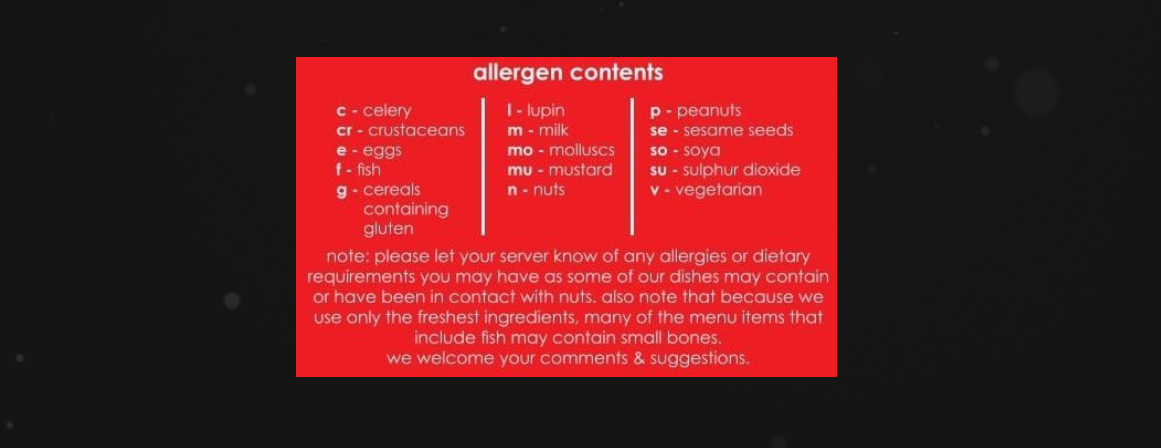 allergen contents
c - celery
cr - crustaceans
e - eggs
f - fish
g - cereals
containing
gluten
l - lupin
m - milk
mo - molluscs
mu - mustard
n - nuts
p - peanuts
se - sesame seeds
so - soya
su - sulphur dioxide
v - vegetarian
note: please let your server know of any allergies or dietary
requirements you may have as some of our dishes may contain
or have been in contact with nuts. also note that because we
use only the freshest ingredients, many of the menu items that
include fish may contain small bones.
we welcome your comments & suggestions.